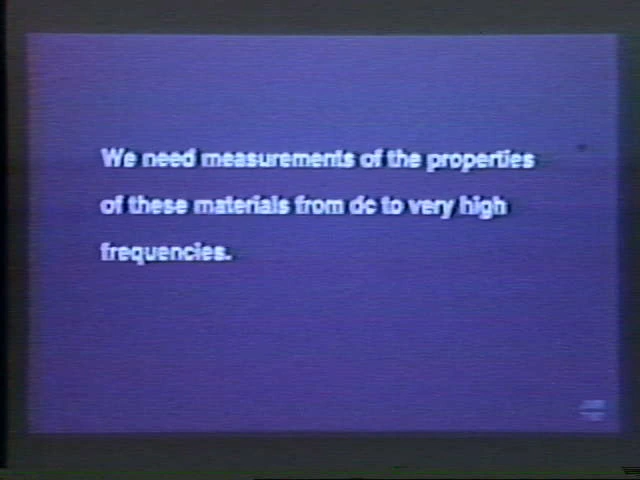 We need measurements of the properties
of these materials from dc to very high
frequencies.